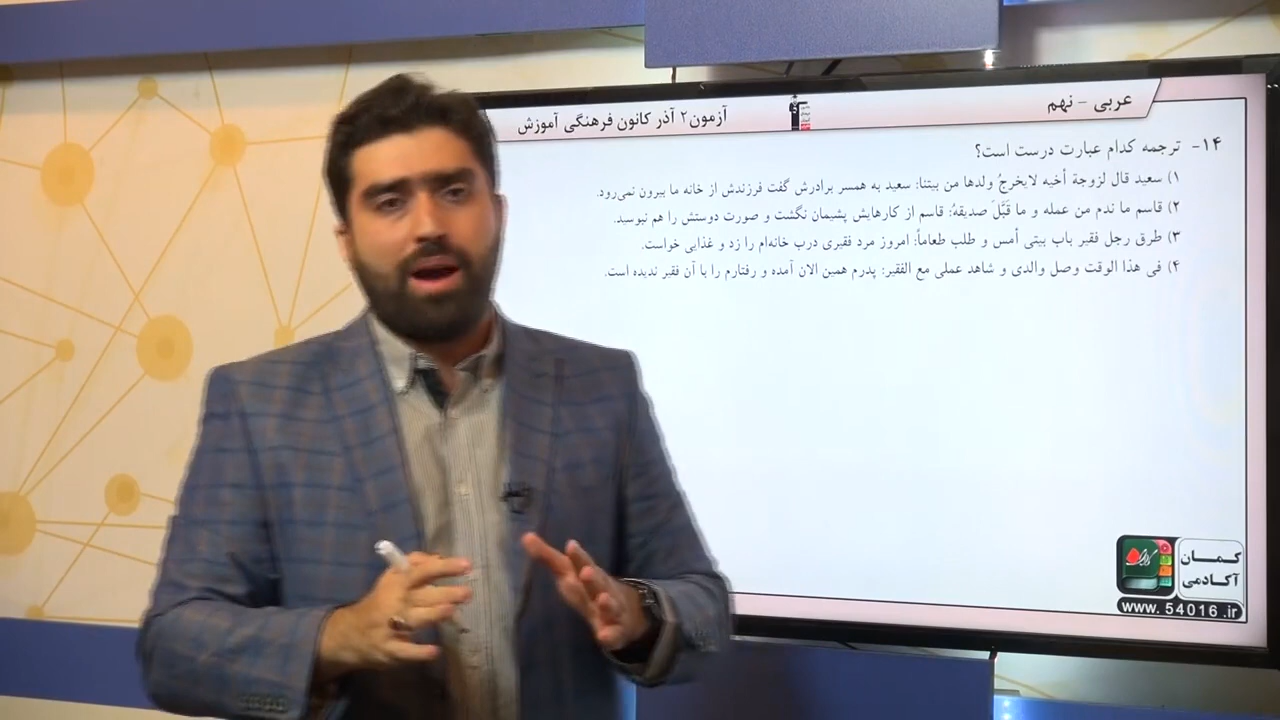 عربی - نهم
آزمون ۲ آذر کانون فرهنگی آموزش
۱۴- ترجمه کدام عبارت درست است؟
۱) سعید قال لزوجة أخیه لایخرجُ ولدها من بیتنا: سعید به همسر برادرش گفت فرزندش از خانه ما بیرون نمی‌رود.
۲) قاسم ما ندم من عمله و ما قَبَّلَ صدیقهُ: قاسم از کارهایش پشیمان نگشت و صورت دوستش را هم نبوسید.
۳) طرق رجل فقیر باب بیتی أمس و طلب طعاماً: امروز مرد فقیری درب خانه‌ام را زد و غذایی خواست.
۴) فی هذا الوقت وصل والدی و شاهد عملی مع الفقیر: پدرم همین الان آمده و رفتارم را با آن فقیر ندیده است.
کمان
آکادمی
www.54016.ir